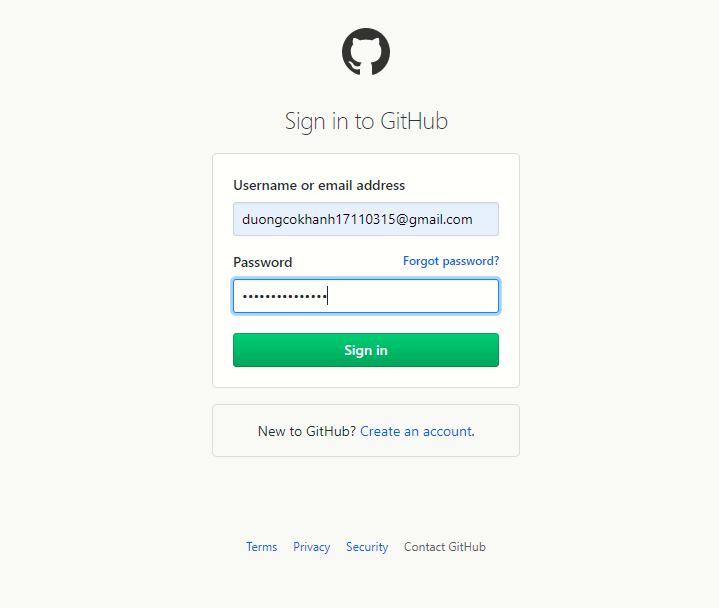 Sign in to GitHub
Username or email address
duongcokhanh17110315@gmail.com
Password Forgot password?
•••••••••••••••
Sign in
New to GitHub? Create an account.
Terms Privacy Security Contact GitHub